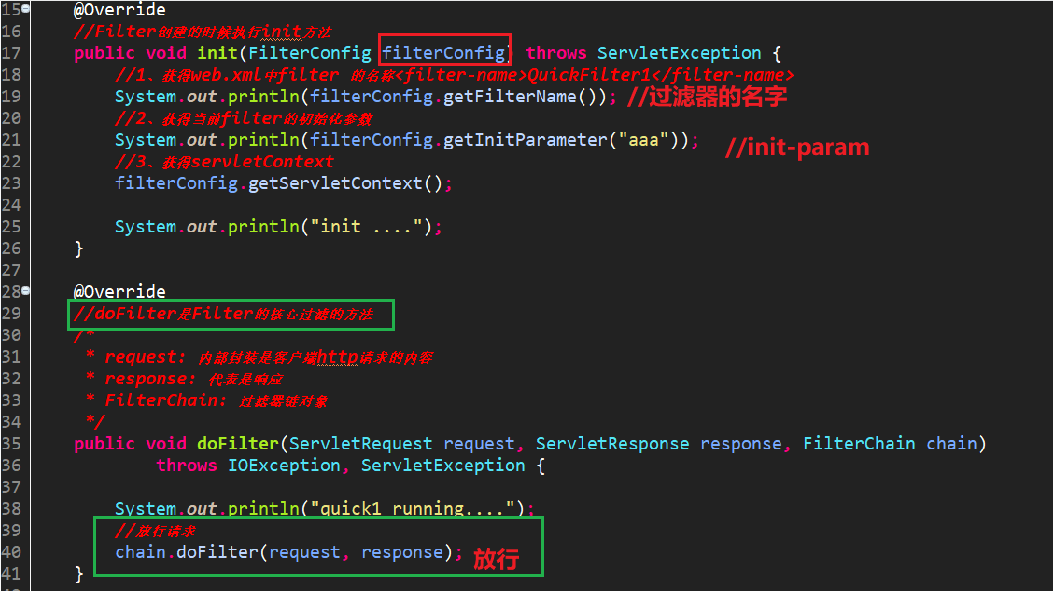 15 @Override
16 //Filter创建的时候执行init方法
17 public void init(FilterConfig filterConfig) throws ServletException {
18 //1、获得web.xml中filter 的名称<filter-name>QuickFilter1</filter-name>
19 System.out.println(filterConfig.getFilterName()); //过滤器的名字
20 //2、获得当前filter的初始化参数
21 System.out.println(filterConfig.getInitParameter("aaa")); //init-param
22 //3、获得servletContext
23 filterConfig.getServletContext();
24
25 System.out.println("init ....");
26 }
27
28 @Override
29 //doFilter是Filter的核心过滤的方法
30 /*
31 * request: 内部封装是客户端http请求的内容
32 * response: 代表是响应
33 * FilterChain: 过滤器链对象
34 */
35 public void doFilter(ServletRequest request, ServletResponse response, FilterChain chain)
36 throws IOException, ServletException {
37
38 System.out.println("quick1 running....");
39 //放行请求
40 chain.doFilter(request, response); 放行
41 }